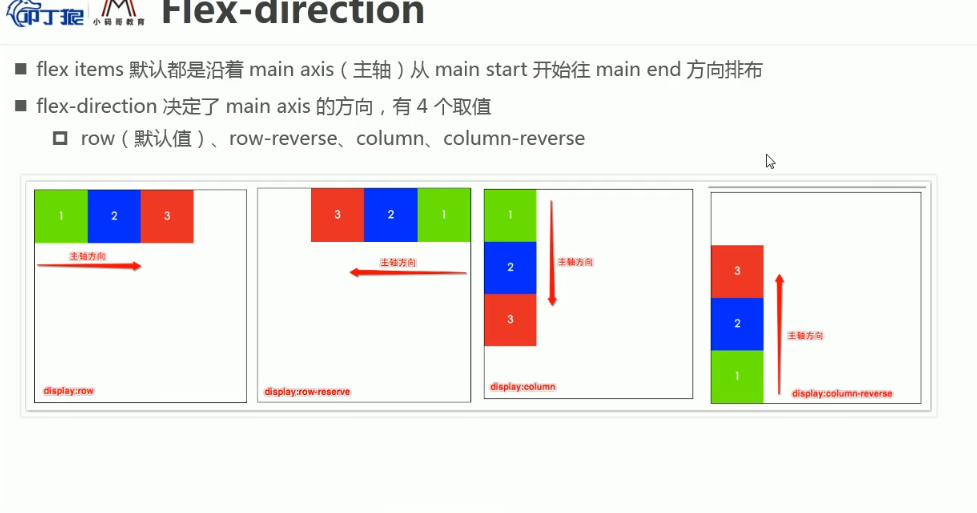 叩丁狼
小码哥教育
Flex-direction
flex items 默认都是沿着 main axis（主轴）从 main start 开始往 main end 方向排布
flex-direction 决定了 main axis 的方向，有 4 个取值
row（默认值）、row-reverse、column、column-reverse
1 2 3
主轴方向
display:row
3 2 1
主轴方向
display:row-reserve
1
2
3
主轴方向
display:column
3
2
1
主轴方向
display:column-reverse